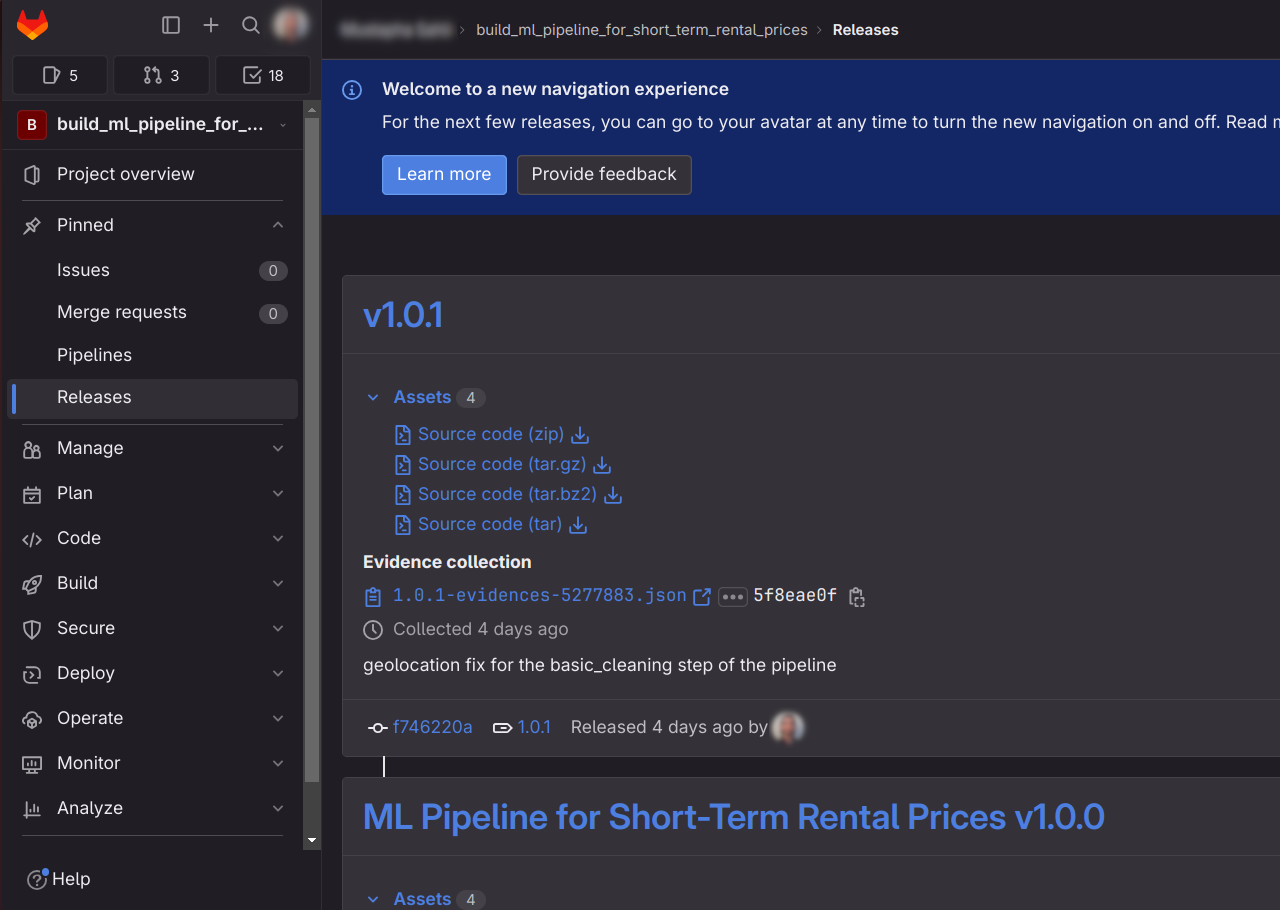 build_ml_pipeline_for_short_term_rental_prices › Releases
5 3 18
B build_ml_pipeline_for_...
Project overview
Pinned
Issues 0
Merge requests 0
Pipelines
Releases
Manage
Plan
Code
Build
Secure
Deploy
Operate
Monitor
Analyze
Help
Welcome to a new navigation experience
For the next few releases, you can go to your avatar at any time to turn the new navigation on and off. Read
Learn more Provide feedback
v1.0.1
Assets 4
Source code (zip)
Source code (tar.gz)
Source code (tar.bz2)
Source code (tar)
Evidence collection
1.0.1-evidences-5277883.json 5f8eae0f
Collected 4 days ago
geolocation fix for the basic_cleaning step of the pipeline
f746220a 1.0.1 Released 4 days ago by
ML Pipeline for Short-Term Rental Prices v1.0.0
Assets 4